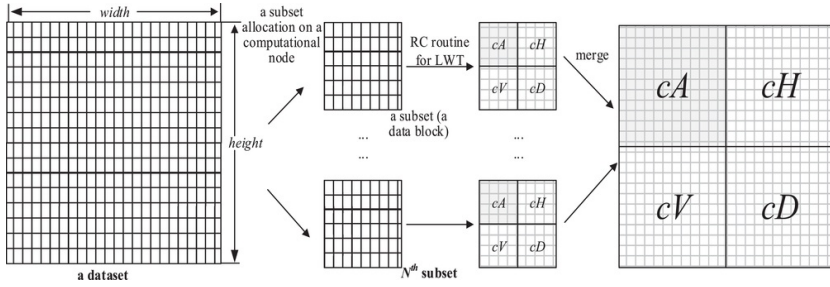 width
a subset
allocation on a
computational
node
height
a dataset
RC routine
for LWT
a subset (a
data block)
...
...
...
...
Nth subset
cA cH
cV cD
cA cH
cV cD
merge
cA cH
cV cD